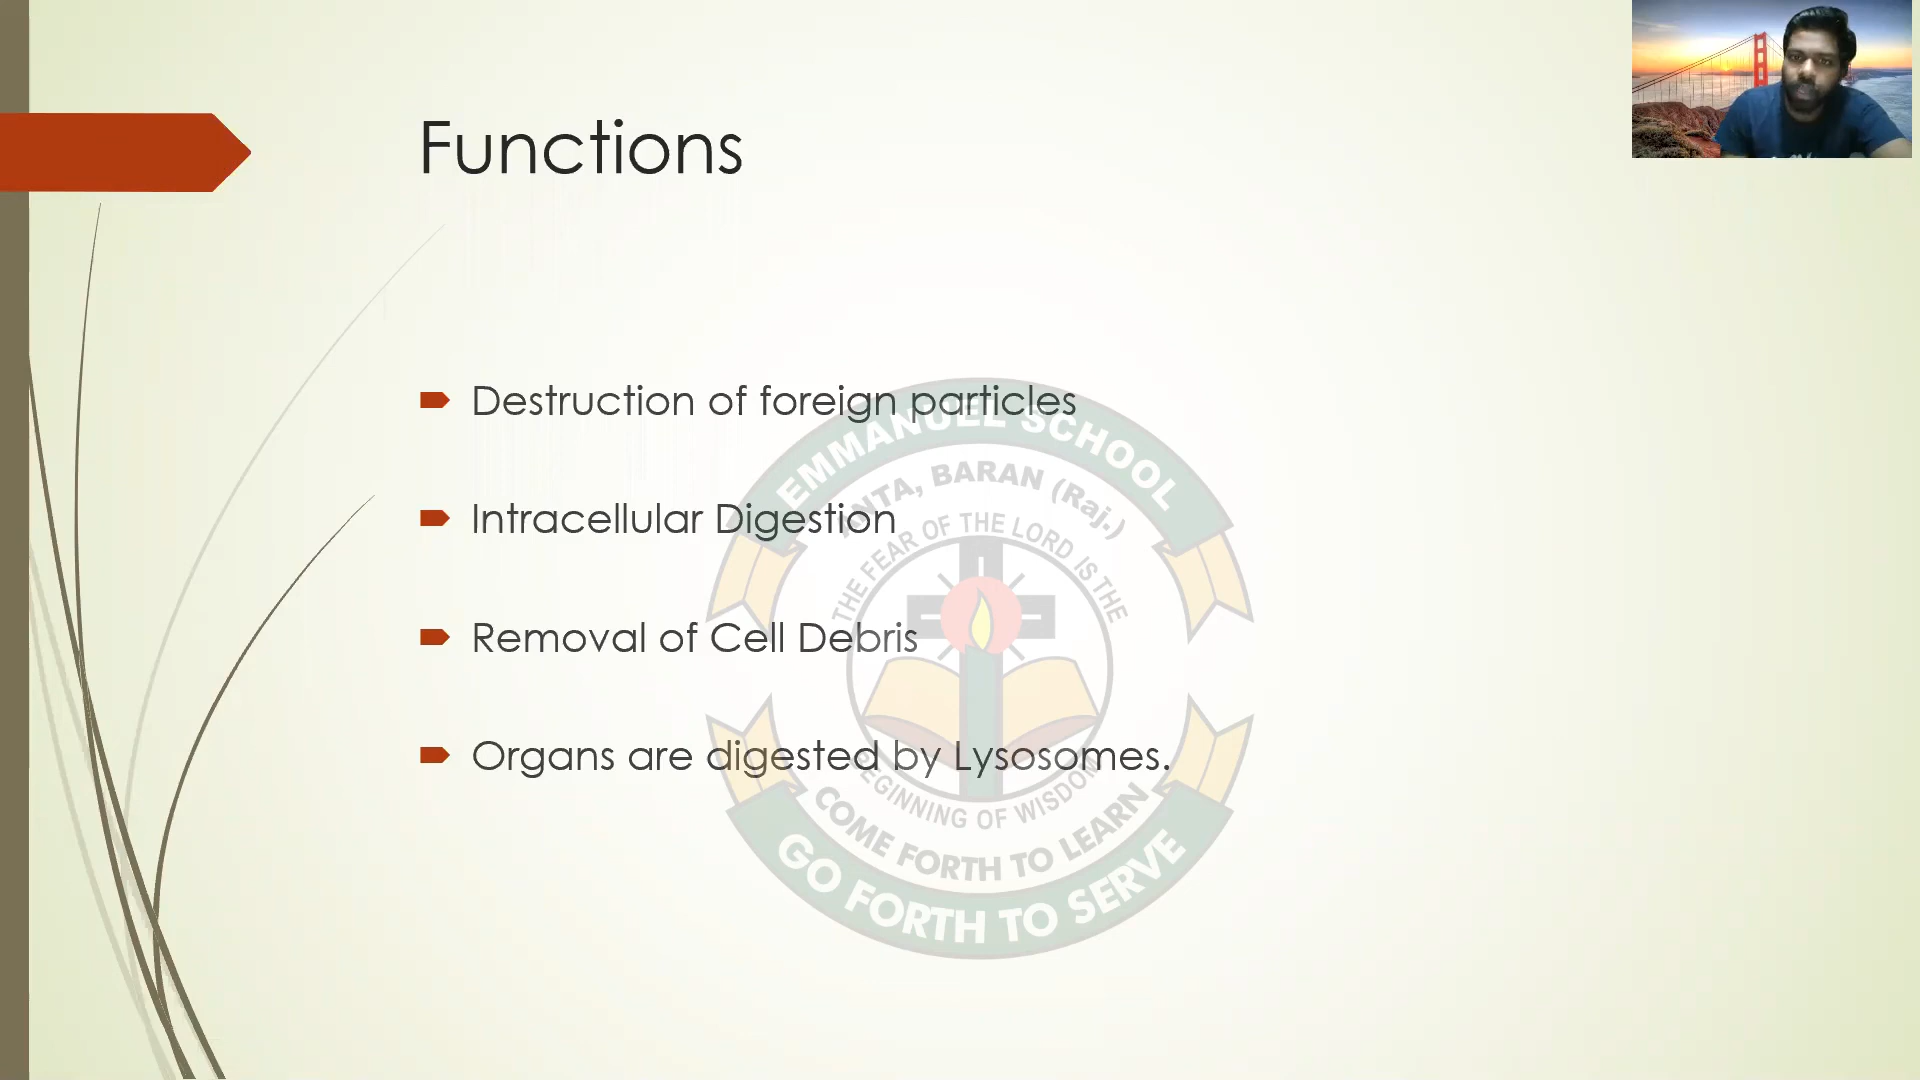 Functions
Destruction of foreign particles
Intracellular Digestion
Removal of Cell Debris
Organs are digested by Lysosomes.
EMMANUEL SCHOOL
ANTA, BARAN (Raj.)
THE FEAR OF THE LORD IS THE
BEGINNING OF WISDOM
COME FORTH TO LEARN
GO FORTH TO SERVE